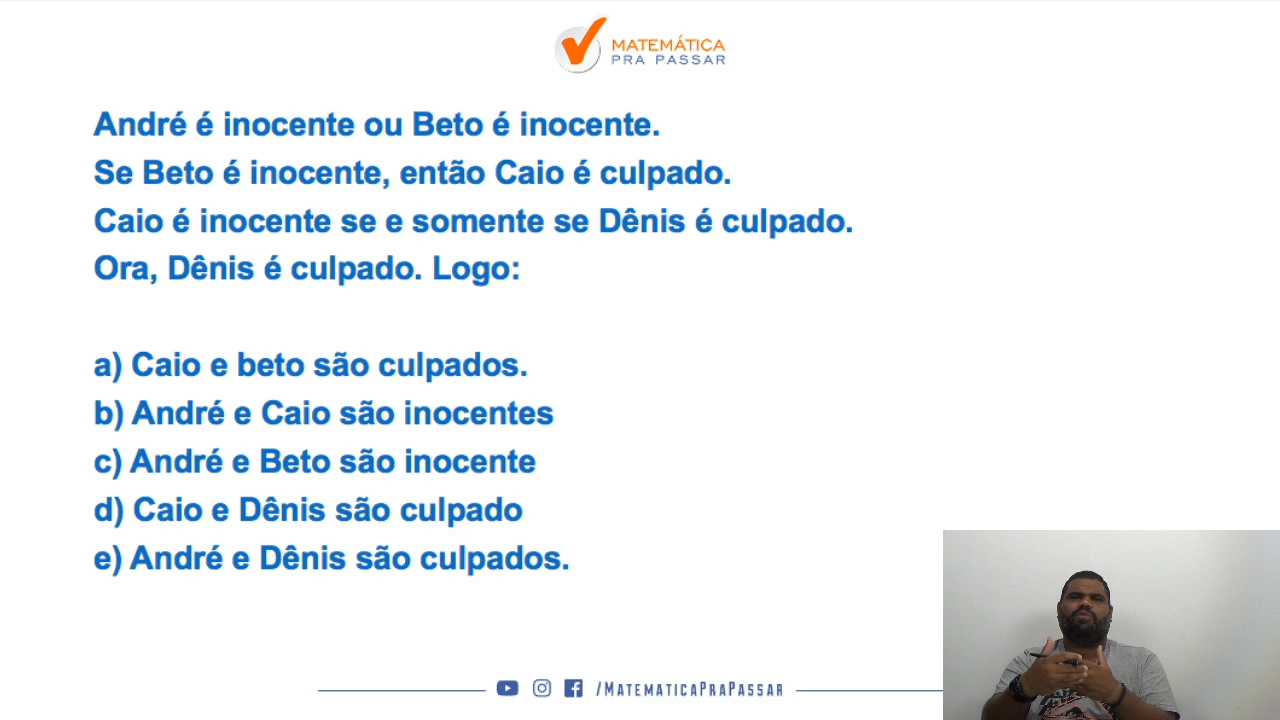 MATEMÁTICA
PRA PASSAR
André é inocente ou Beto é inocente.
Se Beto é inocente, então Caio é culpado.
Caio é inocente se e somente se Dênis é culpado.
Ora, Dênis é culpado. Logo:
a) Caio e beto são culpados.
b) André e Caio são inocentes
c) André e Beto são inocente
d) Caio e Dênis são culpado
e) André e Dênis são culpados.
/MATEMATICAPRAPASSAR